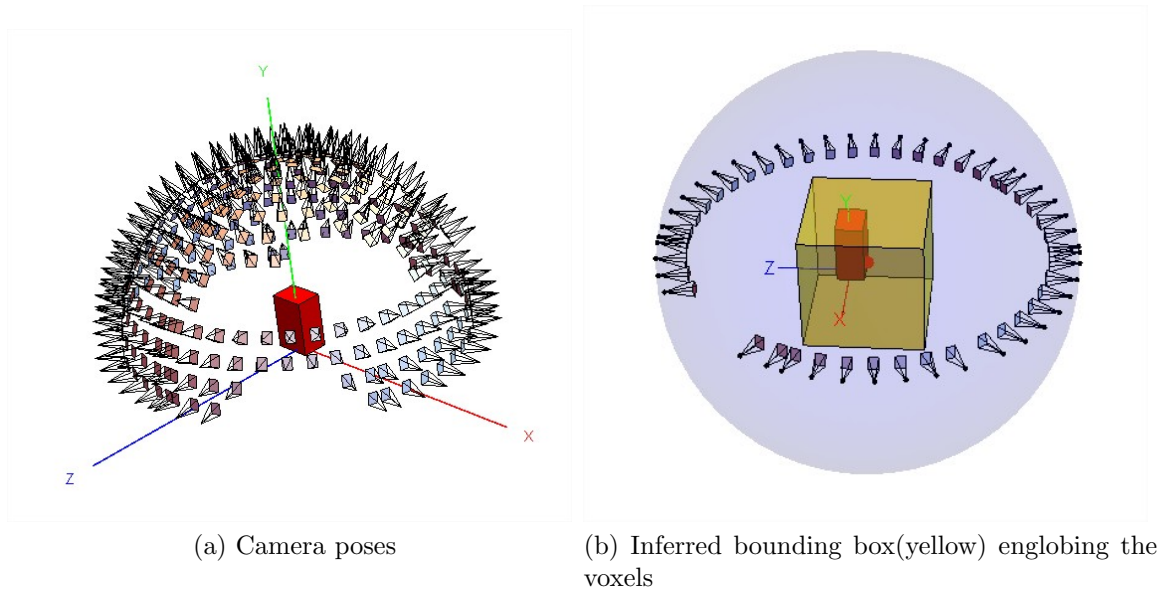 Y
X
Z
(a) Camera poses
Y
Z
X
(b) Inferred bounding box(yellow) englobing the
voxels